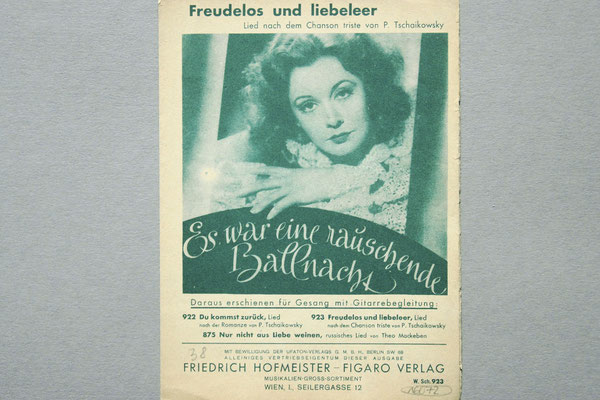 Freudelos und liebeleer
Lied nach dem Chanson triste von P. Tschaikowsky
Es war eine rauschende
Ballnacht
Daraus erschienen für Gesang mit Gitarrebegleitung:
922 Du kommst zurück, Lied
nach der Romanze von P. Tschaikowsky
923 Freudelos und liebeleer, Lied
nach dem Chanson triste von P. Tschaikowsky
875 Nur nicht aus Liebe weinen, russisches Lied von Theo Mackeben
38
MIT BEWILLIGUNG DER UFATON-VERLAGS G. M. B. H., BERLIN SW 68
ALLEINIGES VERTRIEBSEIGENTUM DIESER AUSGABE
FRIEDRICH HOFMEISTER – FIGARO VERLAG
MUSIKALIEN-GROSS-SORTIMENT
WIEN, I., SEILERGASSE 12
W. Sch. 923